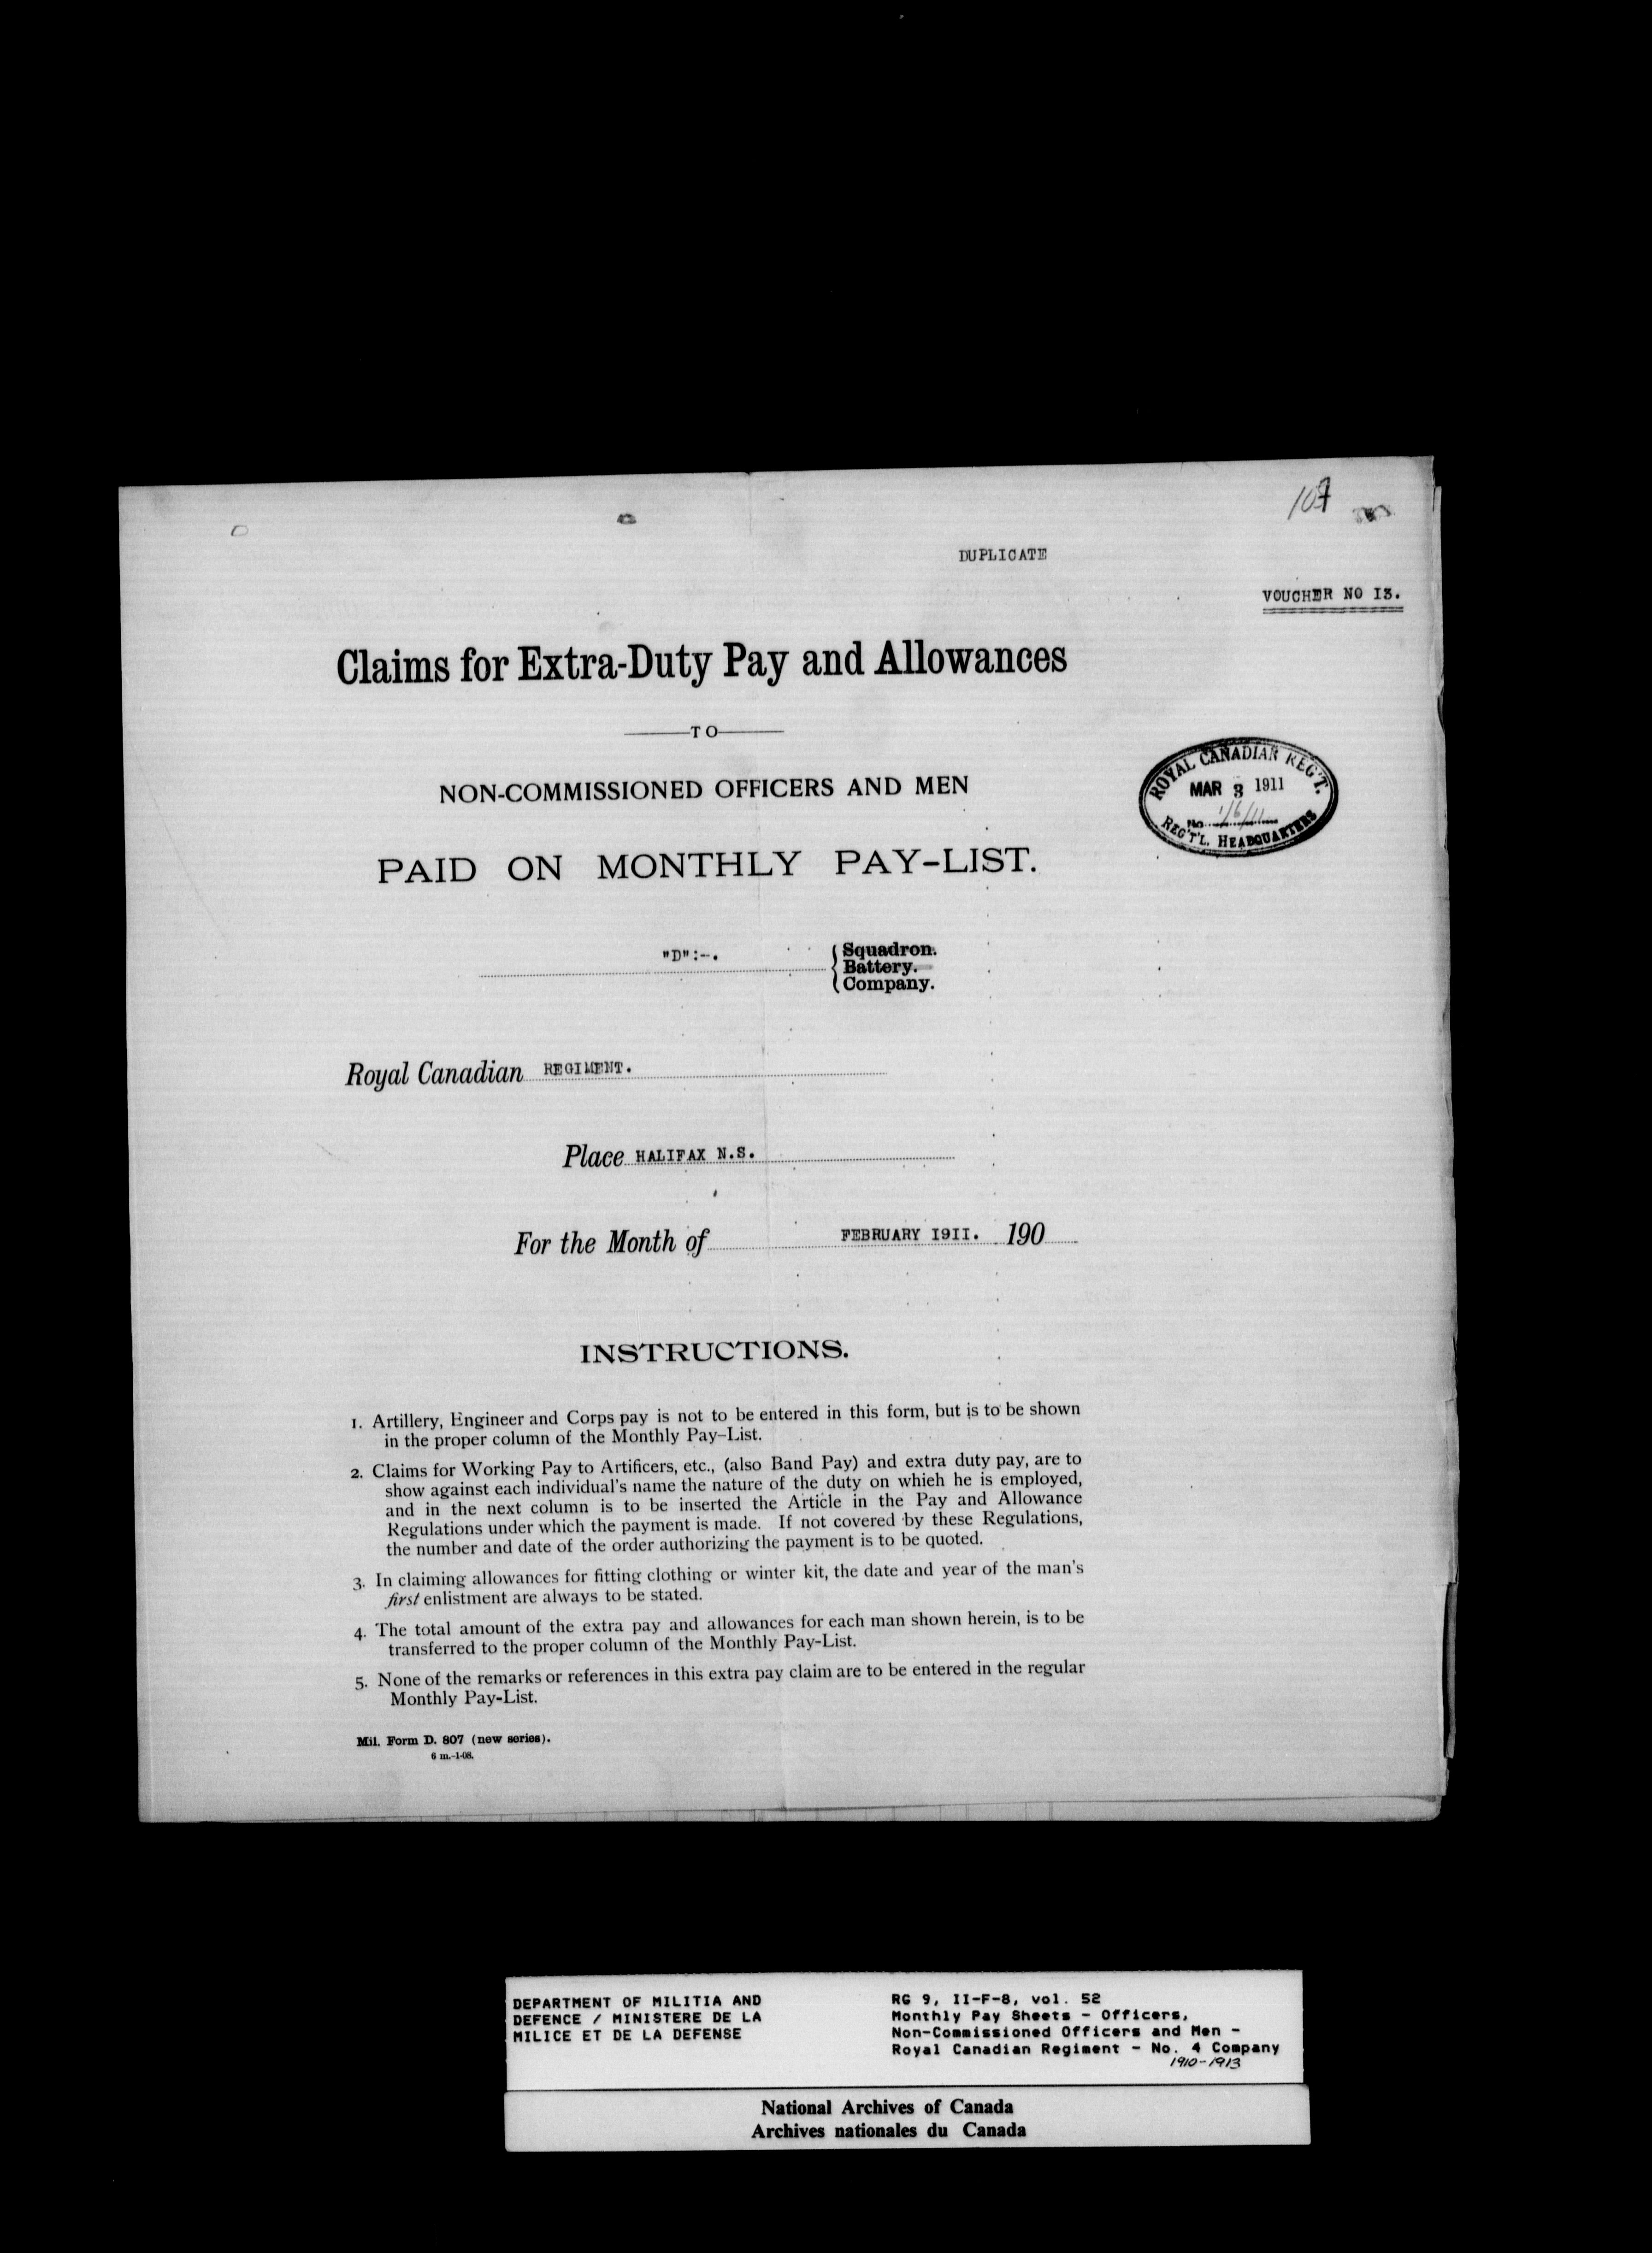 107
DUPLICATE
VOUCHER NO 13.
Claims for Extra-Duty Pay and Allowances
TO
NON-COMMISSIONED OFFICERS AND MEN
PAID ON MONTHLY PAY-LIST.
ROYAL CANADIAN REG'T.
MAR 3 1911
No. 1/6/11
REG'T'L. HEADQUARTERS
"D":-.
Squadron.
Battery.
Company.
Royal Canadian REGIMENT.
Place HALIFAX N.S.
For the Month of FEBRUARY 1911. 190
INSTRUCTIONS.
1. Artillery, Engineer and Corps pay is not to be entered in this form, but is to be shown
in the proper column of the Monthly Pay-List.
2. Claims for Working Pay to Artificers, etc., (also Band Pay) and extra duty pay, are to
show against each individual's name the nature of the duty on which he is employed,
and in the next column is to be inserted the Article in the Pay and Allowance
Regulations under which the payment is made. If not covered by these Regulations,
the number and date of the order authorizing the payment is to be quoted.
3. In claiming allowances for fitting clothing or winter kit, the date and year of the man's
first enlistment are always to be stated.
4. The total amount of the extra pay and allowances for each man shown herein, is to be
transferred to the proper column of the Monthly Pay-List.
5. None of the remarks or references in this extra pay claim are to be entered in the regular
Monthly Pay-List.
Mil. Form D. 807 (new series).
6 m.-1-08.
DEPARTMENT OF MILITIA AND
DEFENCE / MINISTERE DE LA
MILICE ET DE LA DEFENSE
RG 9, II-F-8, vol. 52
Monthly Pay Sheets - Officers,
Non-Commissioned Officers and Men -
Royal Canadian Regiment - No. 4 Company
1910-1913
National Archives of Canada
Archives nationales du Canada